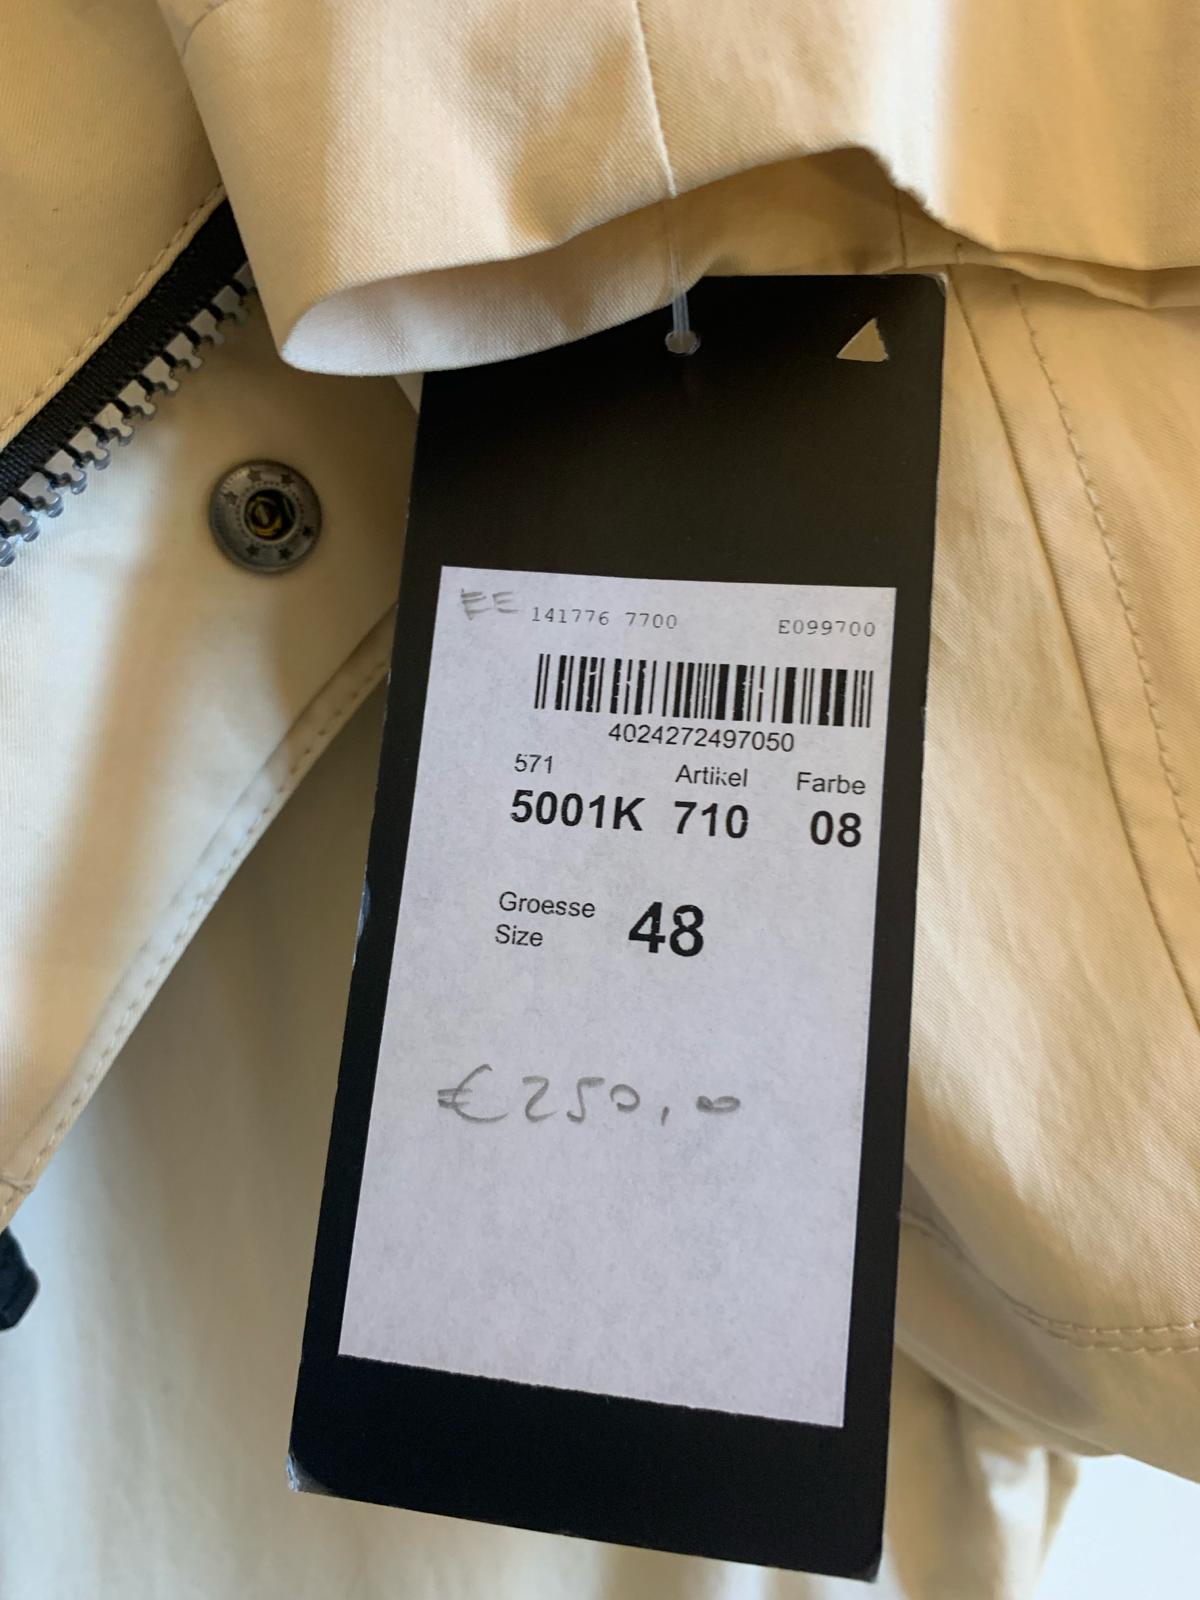 EE 141776 7700 E099700
4024272497050
571 Artikel Farbe
5001K 710 08
Groesse
Size 48
€250,00